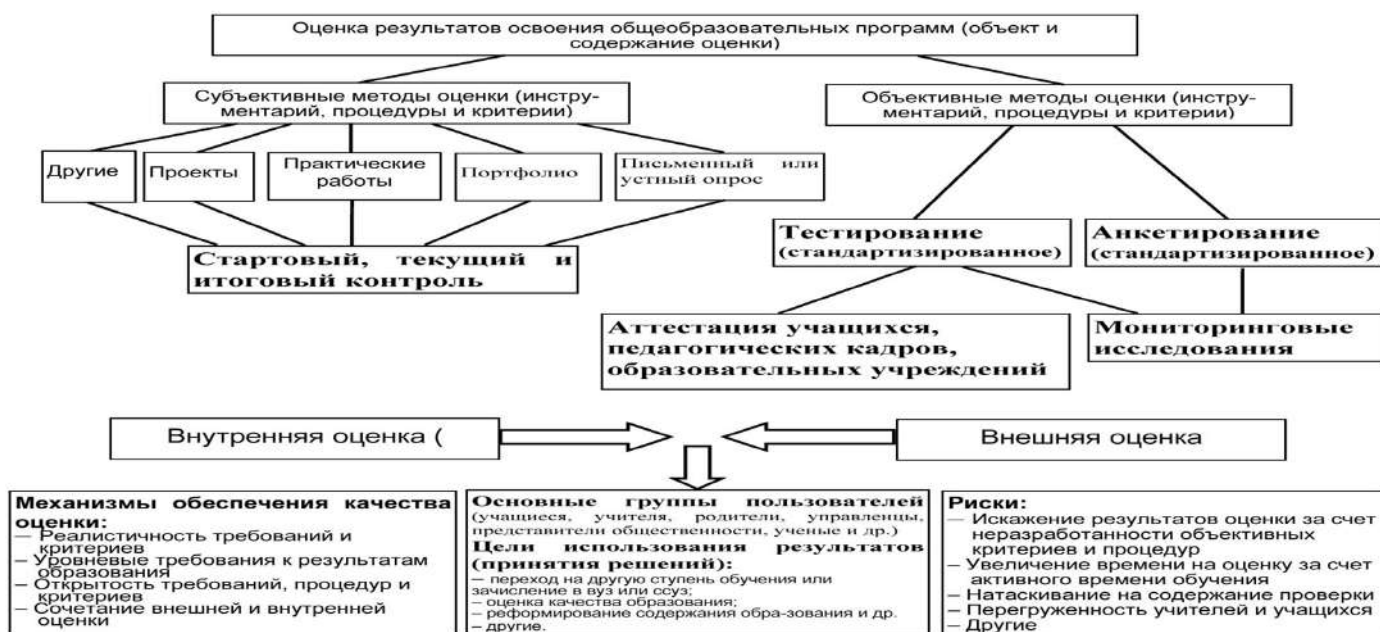 Оценка результатов освоения общеобразовательных программ (объект и
содержание оценки)
Субъективные методы оценки (инстру-
ментарий, процедуры и критерии)
Объективные методы оценки (инстру-
ментарий, процедуры и критерии)
Другие
Проекты
Практические
работы
Портфолио
Письменный или
устный опрос
Стартовый, текущий и
итоговый контроль
Тестирование
(стандартизированное)
Анкетирование
(стандартизированное)
Аттестация учащихся,
педагогических кадров,
образовательных учреждений
Мониторинговые
исследования
Внутренняя оценка (
Внешняя оценка
Механизмы обеспечения качества
оценки:
– Реалистичность требований и
критериев
– Уровневые требования к результатам
образования
– Открытость требований, процедур и
критериев
– Сочетание внешней и внутренней
оценки
Основные группы пользователей
(учащиеся, учителя, родители, управленцы,
представители общественности, ученые и др.)
Цели использования результатов
(принятия решений):
– переход на другую ступень обучения или
зачисление в вуз или ссуз;
– оценка качества образования;
– реформирование содержания обра-зования и др.
– другие.
Риски:
– Искажение результатов оценки за счет
неразработанности объективных
критериев и процедур
– Увеличение времени на оценку за счет
активного времени обучения
– Натаскивание на содержание проверки
– Перегруженность учителей и учащихся
– Другие